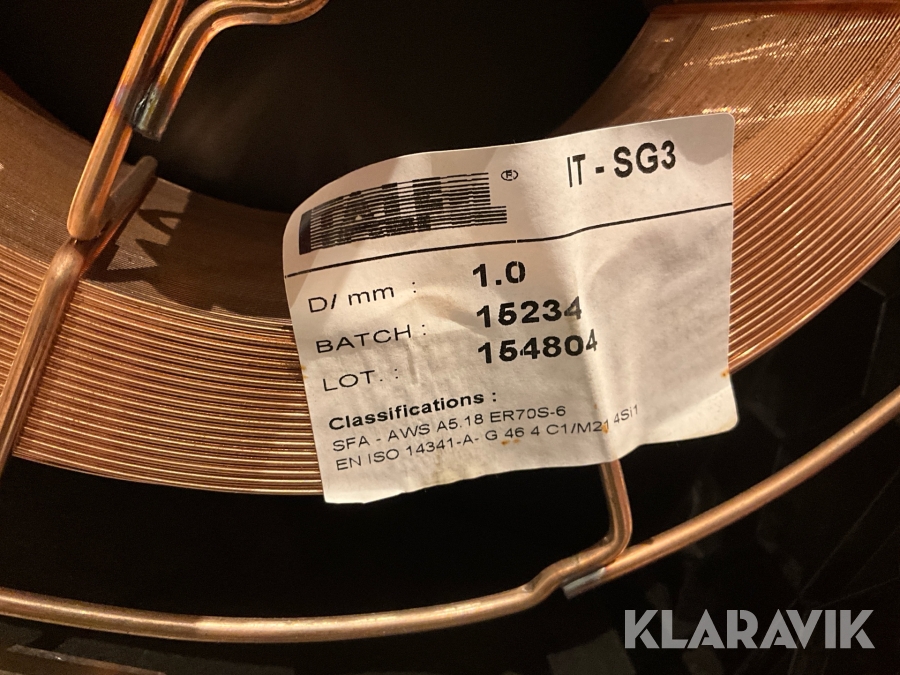 ® IT - SG3
D/ mm : 1.0
BATCH : 15234
LOT. : 154804
Classifications :
SFA - AWS A5.18 ER70S-6
EN ISO 14341-A- G 46 4 C1/M21 4Si1
KLARAVIK